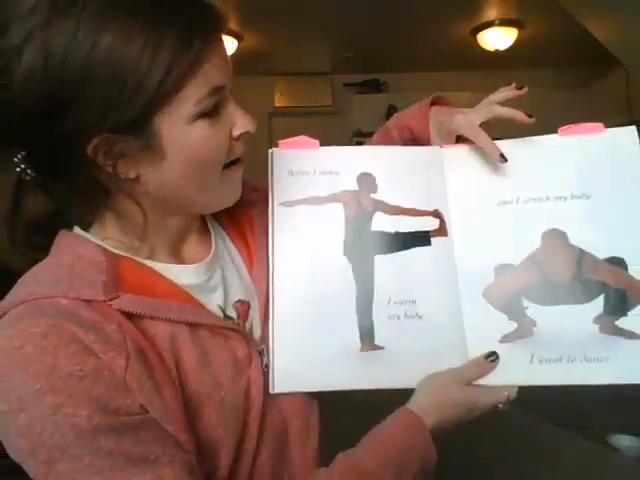 Before I dance,
I warm
my body
and I stretch my body.
I want to dance.